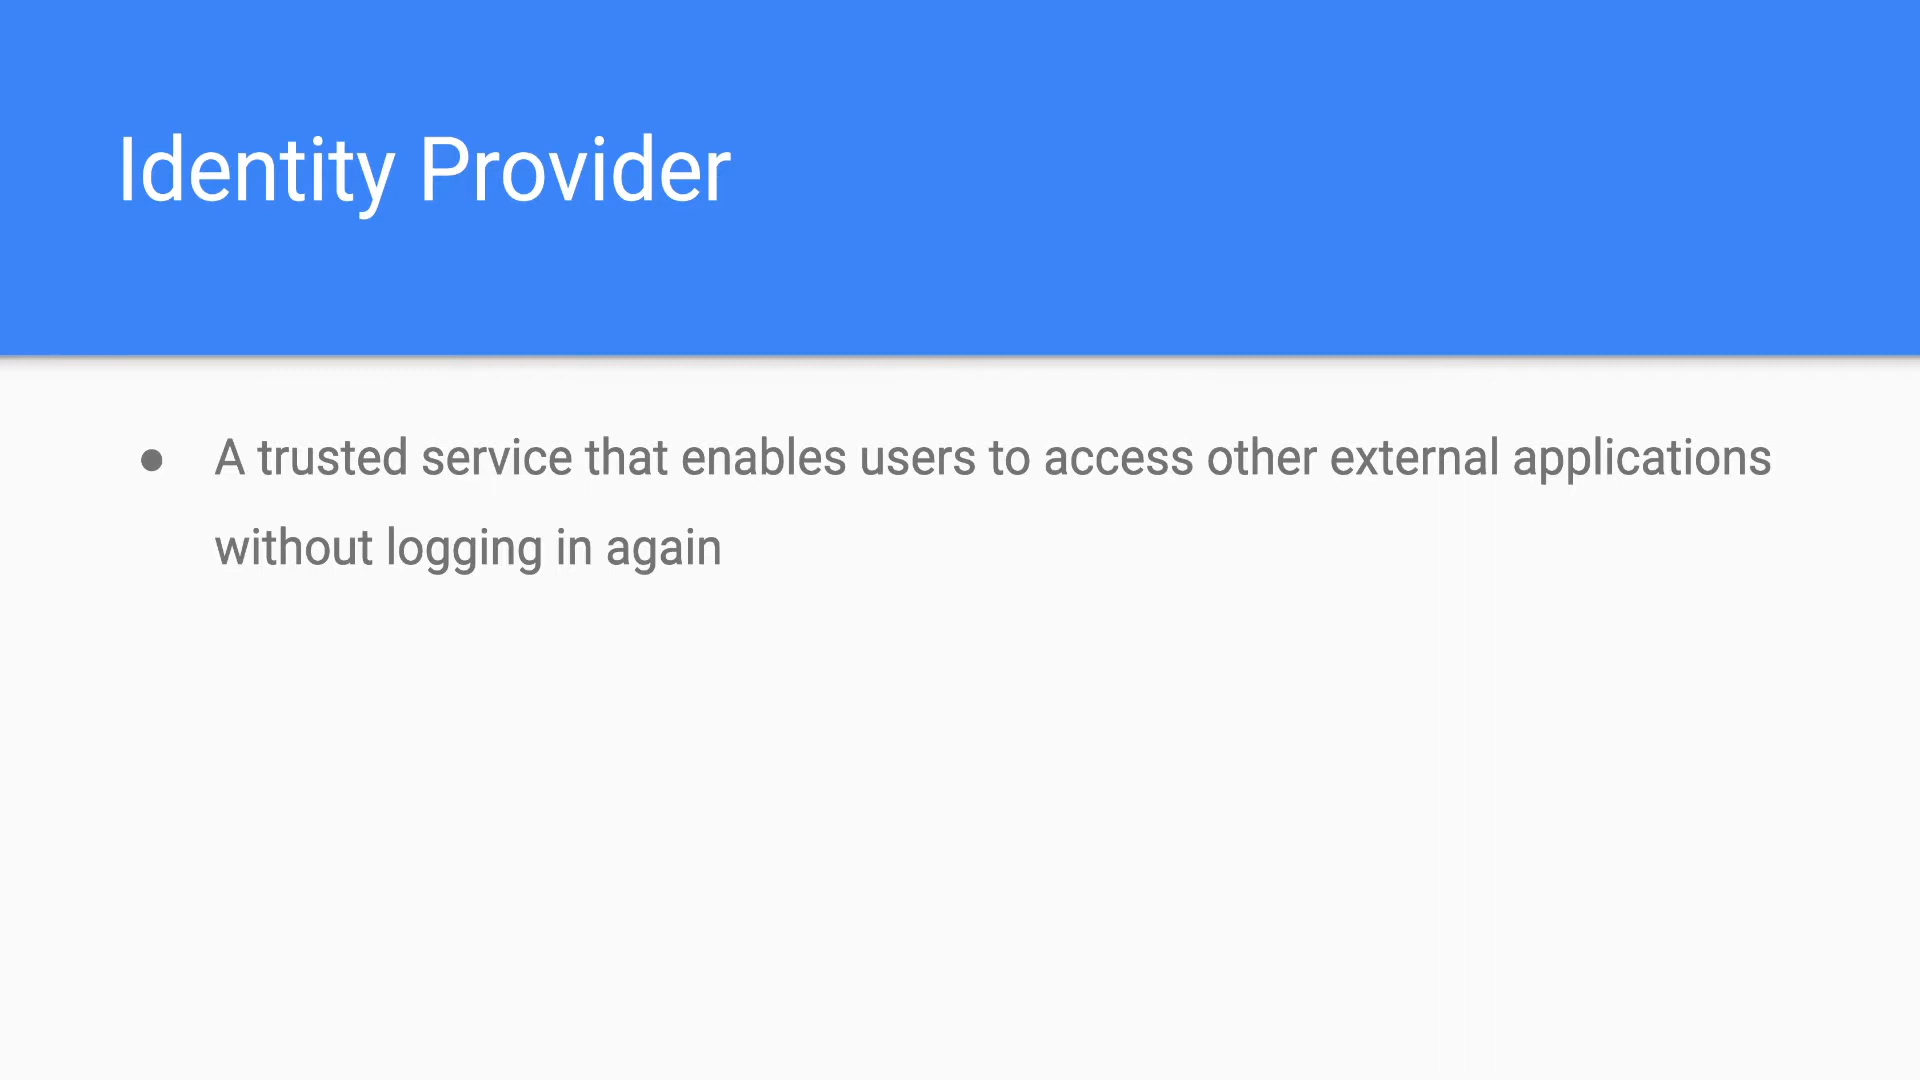 Identity Provider
● A trusted service that enables users to access other external applications
without logging in again